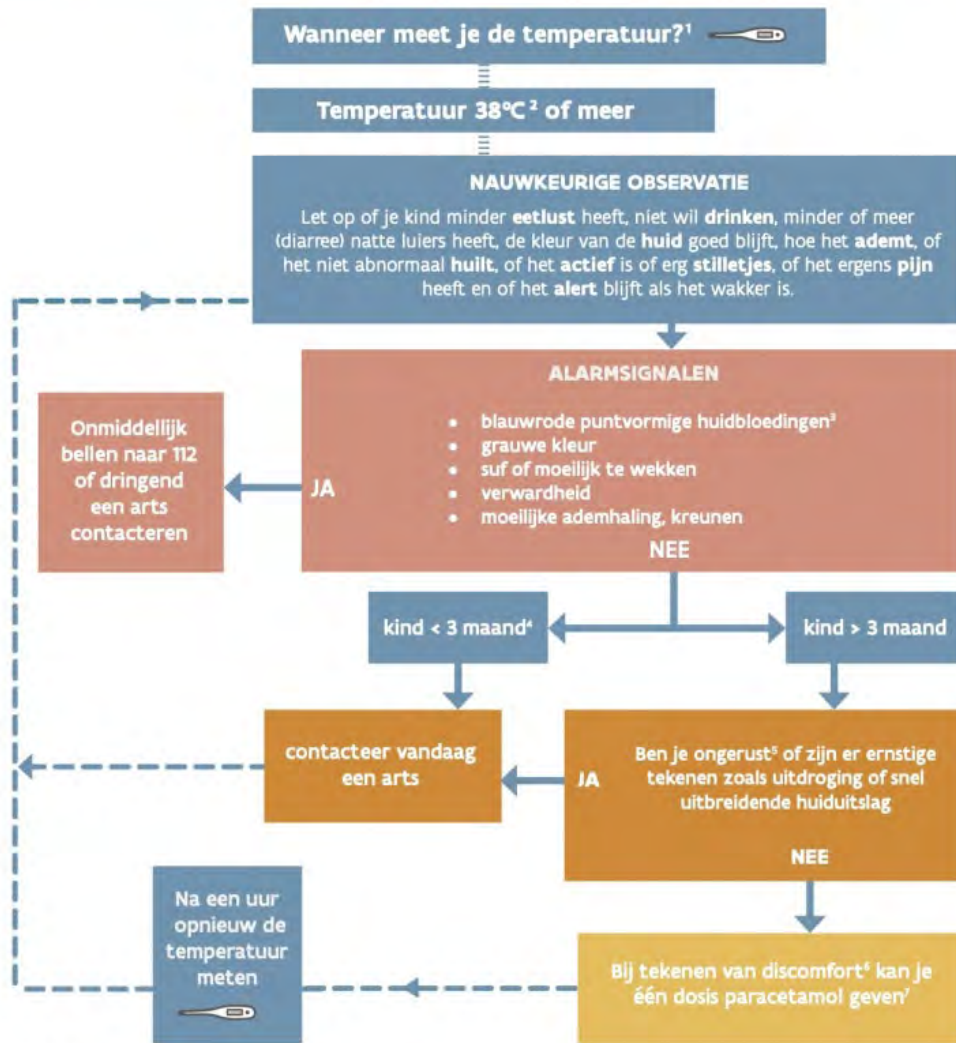 Wanneer meet je de temperatuur?¹
Temperatuur 38°C ² of meer
NAUWKEURIGE OBSERVATIE
Let op of je kind minder eetlust heeft, niet wil drinken, minder of meer
(diarree) natte luiers heeft, de kleur van de huid goed blijft, hoe het ademt, of
het niet abnormaal huilt, of het actief is of erg stilletjes, of het ergens pijn
heeft en of het alert blijft als het wakker is.
ALARMSIGNALEN
• blauwrode puntvormige huidbloedingen³
• grauwe kleur
• suf of moeilijk te wekken
• verwardheid
• moeilijke ademhaling, kreunen
JA
NEE
Onmiddellijk
bellen naar 112
of dringend
een arts
contacteren
kind < 3 maand⁴
kind > 3 maand
contacteer vandaag
een arts
Ben je ongerust⁵ of zijn er ernstige
tekenen zoals uitdroging of snel
uitbreidende huiduitslag
JA
NEE
Na een uur
opnieuw de
temperatuur
meten
Bij tekenen van discomfort⁶ kan je
één dosis paracetamol geven⁷